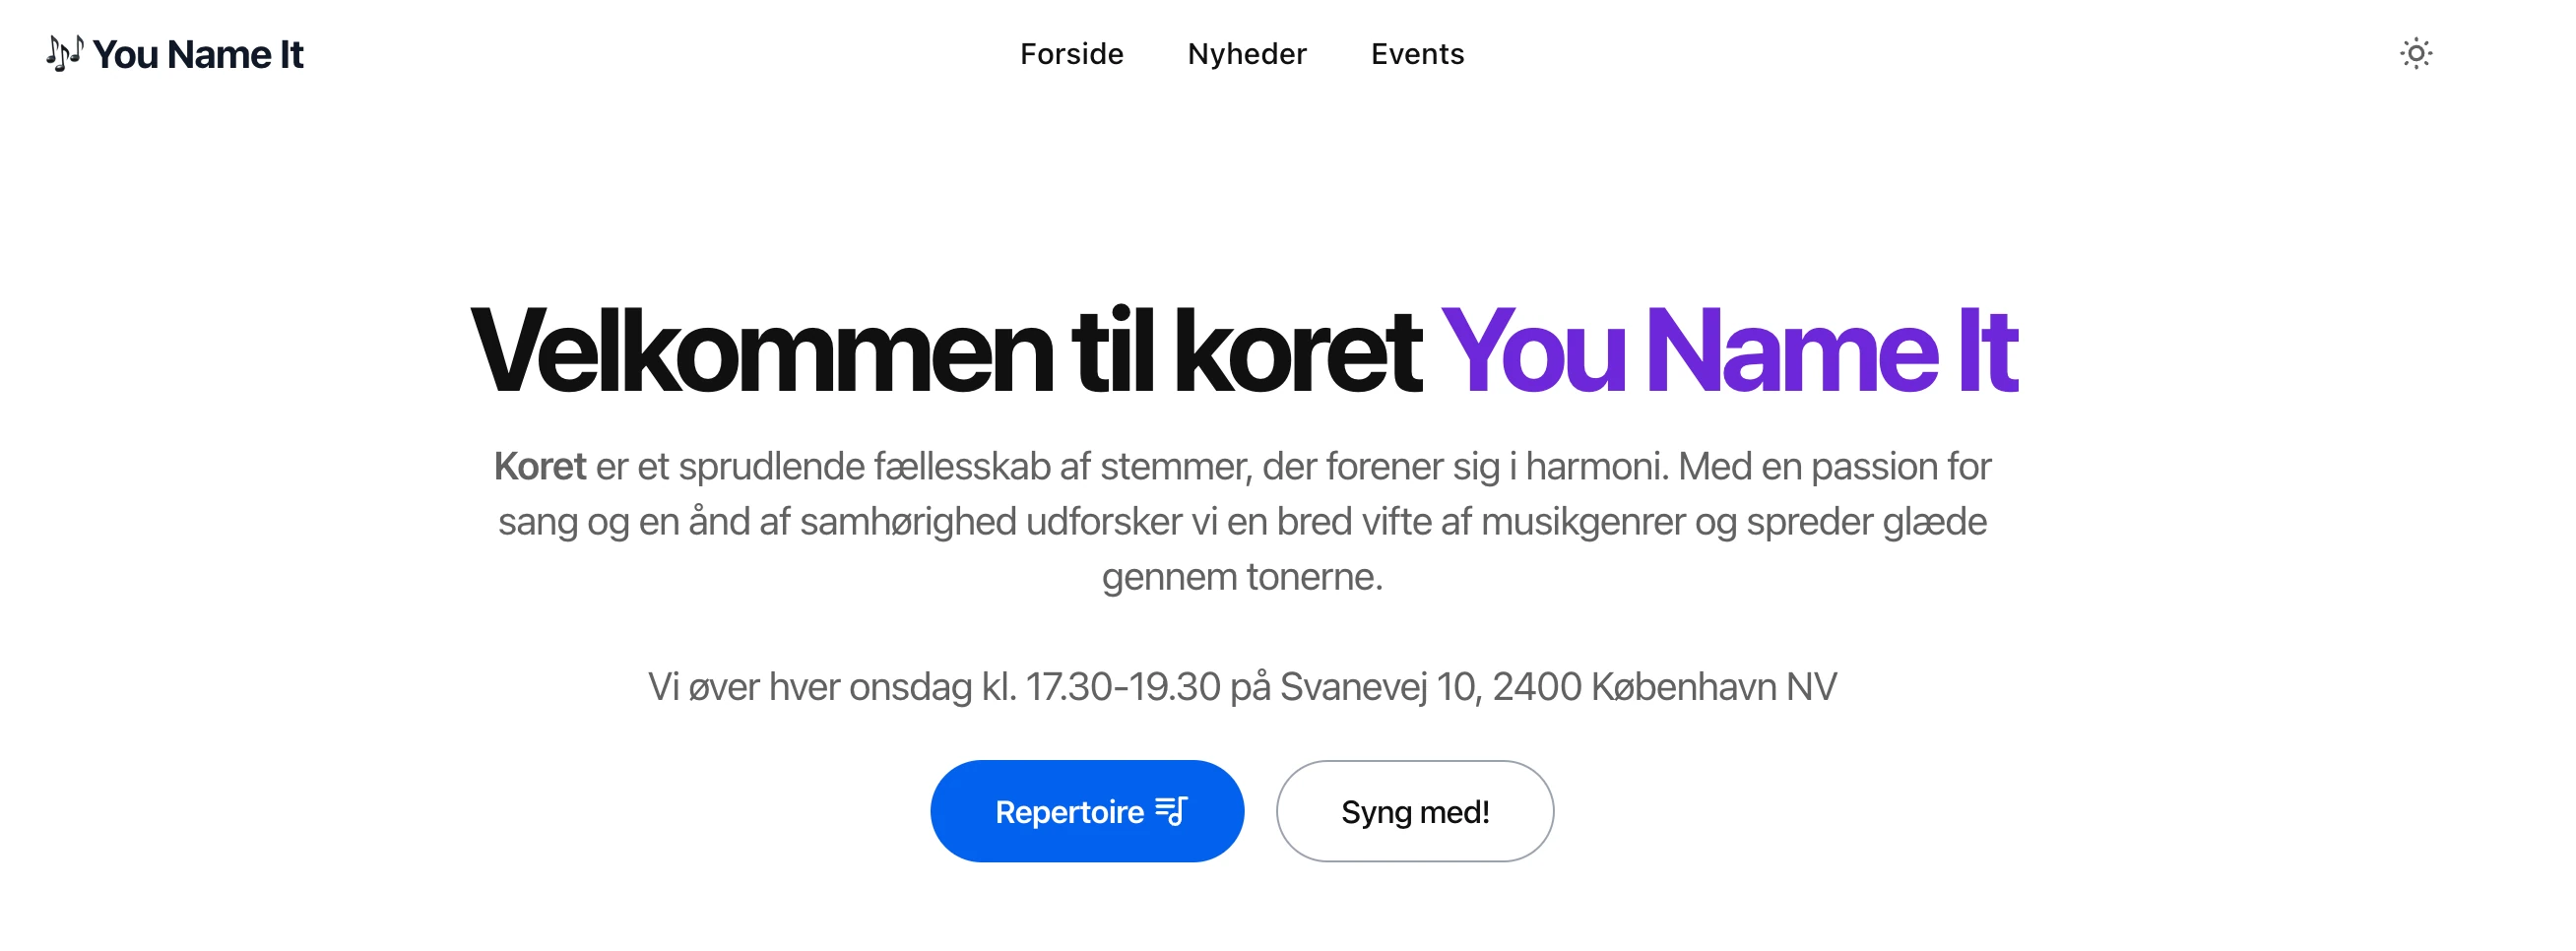 🎶 You Name It
Forside Nyheder Events
Velkommen til koret You Name It
Koret er et sprudlende fællesskab af stemmer, der forener sig i harmoni. Med en passion for
sang og en ånd af samhørighed udforsker vi en bred vifte af musikgenrer og spreder glæde
gennem tonerne.
Vi øver hver onsdag kl. 17.30-19.30 på Svanevej 10, 2400 København NV
Repertoire
Syng med!